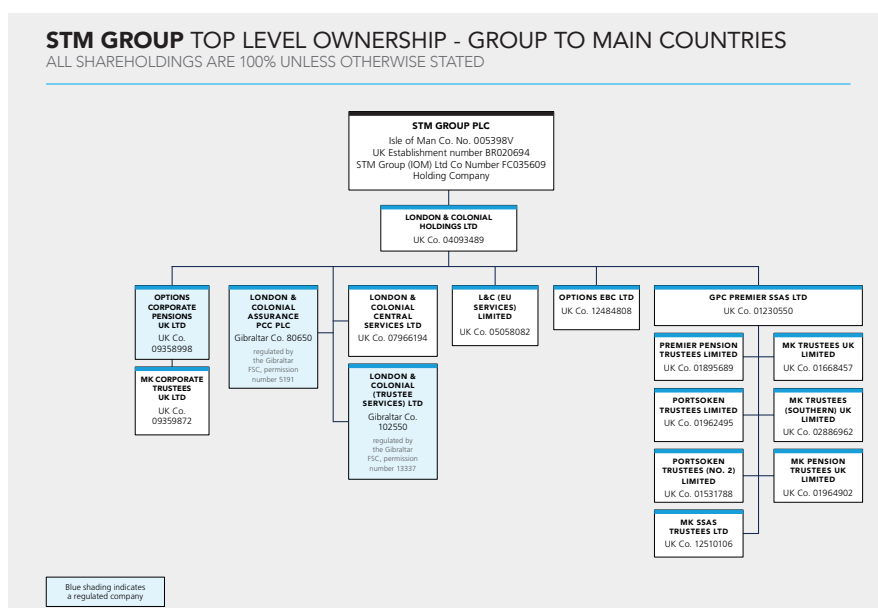 STM GROUP TOP LEVEL OWNERSHIP - GROUP TO MAIN COUNTRIES
ALL SHAREHOLDINGS ARE 100% UNLESS OTHERWISE STATED
STM GROUP PLC
Isle of Man Co. No. 005398V
UK Establishment number BR020694
STM Group (IOM) Ltd Co Number FC035609
Holding Company
LONDON & COLONIAL
HOLDINGS LTD
UK Co. 04093489
OPTIONS
CORPORATE
PENSIONS
UK LTD
UK Co.
09358998
MK CORPORATE
TRUSTEES
UK LTD
UK Co.
09359872
LONDON &
COLONIAL
ASSURANCE
PCC PLC
Gibraltar Co. 80650
regulated by
the Gibraltar
FSC, permission
number 5191
LONDON &
COLONIAL
CENTRAL
SERVICES LTD
UK Co. 07966194
LONDON &
COLONIAL
(TRUSTEE
SERVICES) LTD
Gibraltar Co.
102550
regulated by
the Gibraltar
FSC, permission
number 13337
L&C (EU
SERVICES)
LIMITED
UK Co. 05058082
OPTIONS EBC LTD
UK Co. 12484808
GPC PREMIER SSAS LTD
UK Co. 01230550
PREMIER PENSION
TRUSTEES LIMITED
UK Co. 01895689
MK TRUSTEES UK
LIMITED
UK Co. 01668457
PORTSOKEN
TRUSTEES LIMITED
UK Co. 01962495
MK TRUSTEES
(SOUTHERN) UK
LIMITED
UK Co. 02886962
PORTSOKEN
TRUSTEES (NO. 2)
LIMITED
UK Co. 01531788
MK PENSION
TRUSTEES UK
LIMITED
UK Co. 01964902
MK SSAS
TRUSTEES LTD
UK Co. 12510106
Blue shading indicates
a regulated company